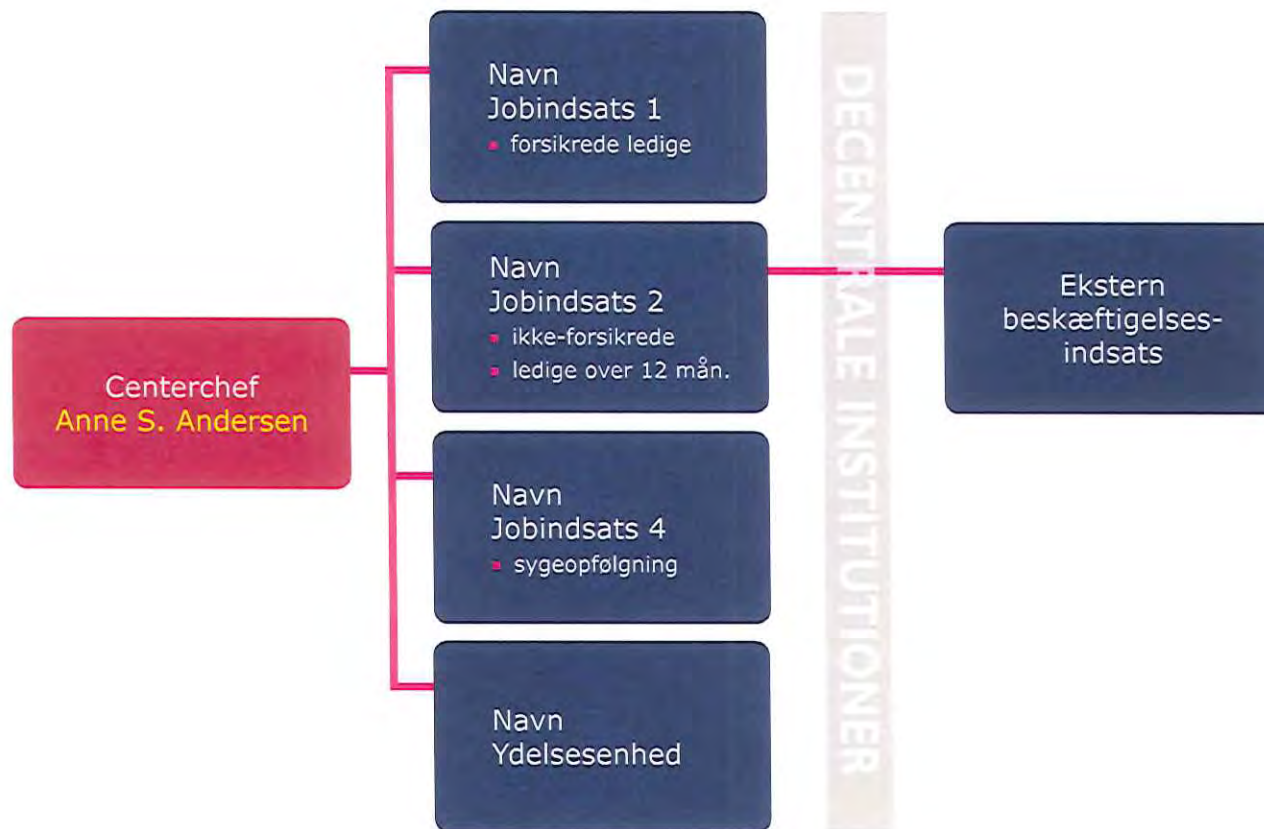 Centerchef
Anne S. Andersen
Navn
Jobindsats 1
forsikrede ledige
Navn
Jobindsats 2
ikke-forsikrede
ledige over 12 mån.
Navn
Jobindsats 4
sygeopfølgning
Navn
Ydelsesenhed
DECENTRALE INSTITUTIONER
Ekstern
beskæftigelses-
indsats